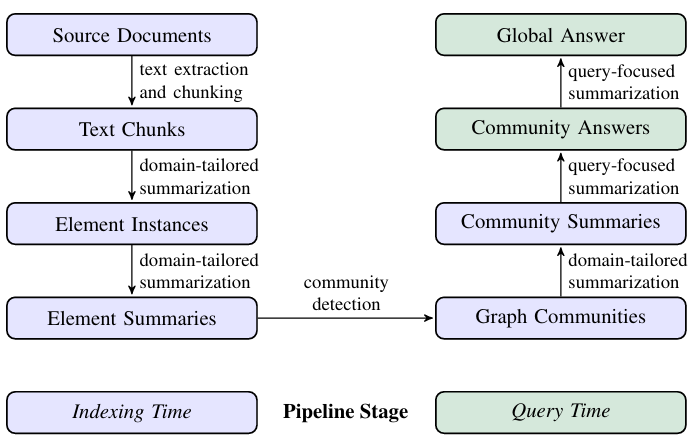 Source Documents
text extraction
and chunking
Text Chunks
domain-tailored
summarization
Element Instances
domain-tailored
summarization
Element Summaries
community
detection
Graph Communities
domain-tailored
summarization
Community Summaries
query-focused
summarization
Community Answers
query-focused
summarization
Global Answer
Indexing Time
Pipeline Stage
Query Time